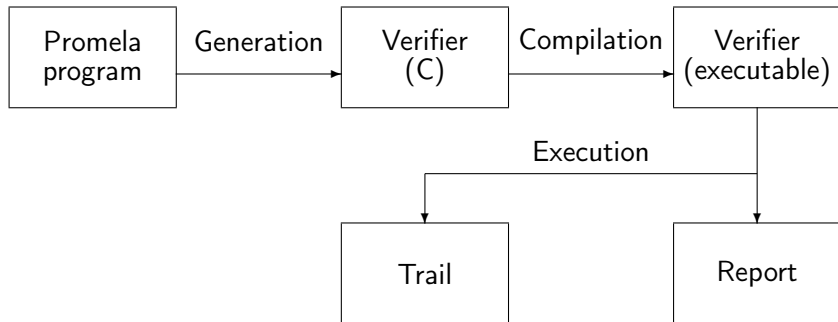 Promela
program
Generation
Verifier
(C)
Compilation
Verifier
(executable)
Execution
Trail
Report